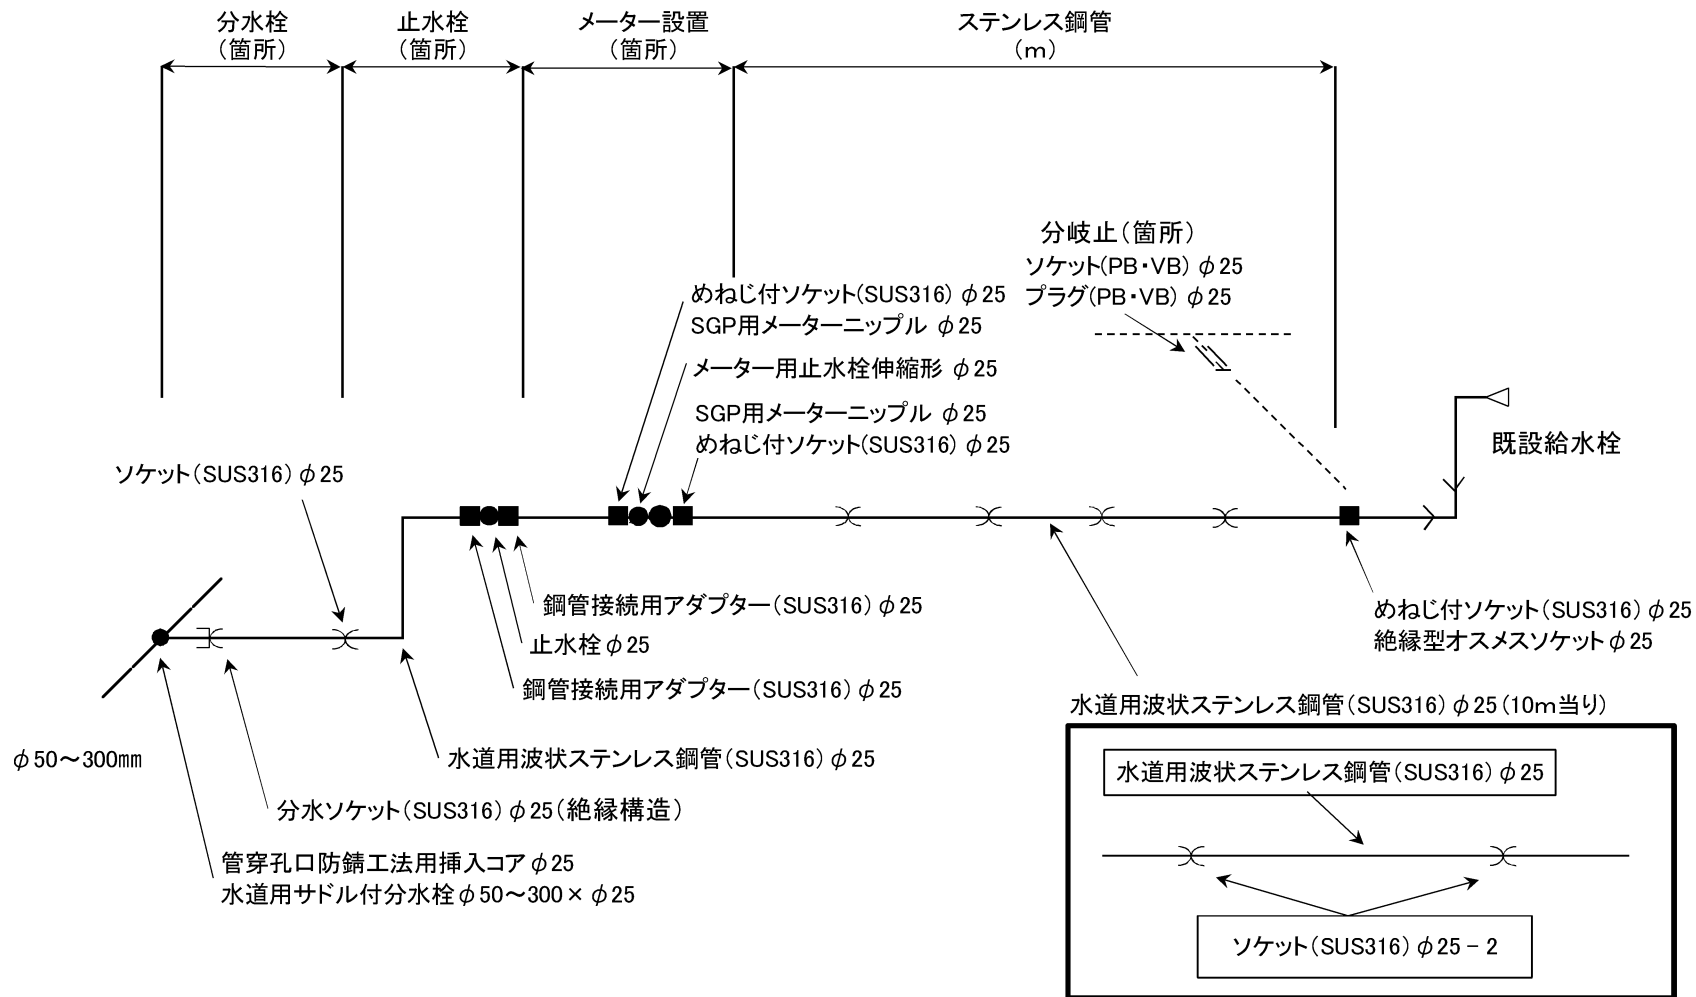 分水栓
(箇所)
止水栓
(箇所)
メーター設置
(箇所)
ステンレス鋼管
(m)
分岐止(箇所)
ソケット(PB・VB) φ25
プラグ(PB・VB) φ25
めねじ付ソケット(SUS316) φ25
SGP用メーターニップル φ25
メーター用止水栓伸縮形 φ25
SGP用メーターニップル φ25
めねじ付ソケット(SUS316) φ25
既設給水栓
ソケット(SUS316) φ25
鋼管接続用アダプター(SUS316) φ25
止水栓φ25
鋼管接続用アダプター(SUS316) φ25
めねじ付ソケット(SUS316) φ25
絶縁型オスメスソケットφ25
水道用波状ステンレス鋼管(SUS316) φ25(10m当り)
水道用波状ステンレス鋼管(SUS316) φ25
φ50～300㎜
水道用波状ステンレス鋼管(SUS316) φ25
分水ソケット(SUS316) φ25(絶縁構造)
管穿孔口防錆工法用挿入コアφ25
水道用サドル付分水栓φ50～300×φ25
ソケット(SUS316) φ25－2